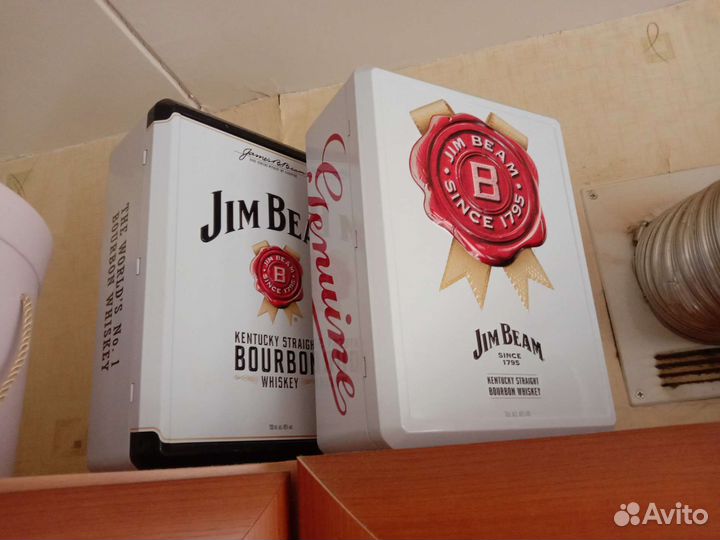 THE WORLD'S No. 1
BOURBON WHISKEY
JIM BEA
JIM BEAM
B
SINCE 1795
KENTUCKY STRAIGH
BOURBON
WHISKEY
Genuine
JIM BEAM
B
SINCE 1795
JIM BEAM
SINCE
1795
KENTUCKY STRAIGHT
BOURBON WHISKEY
Avito